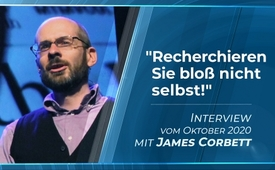 "Recherchieren
Sie bloß nicht
selbst!"
INTERVIEW
VOM OKTOBER 2020
MIT JAMES CORBETT